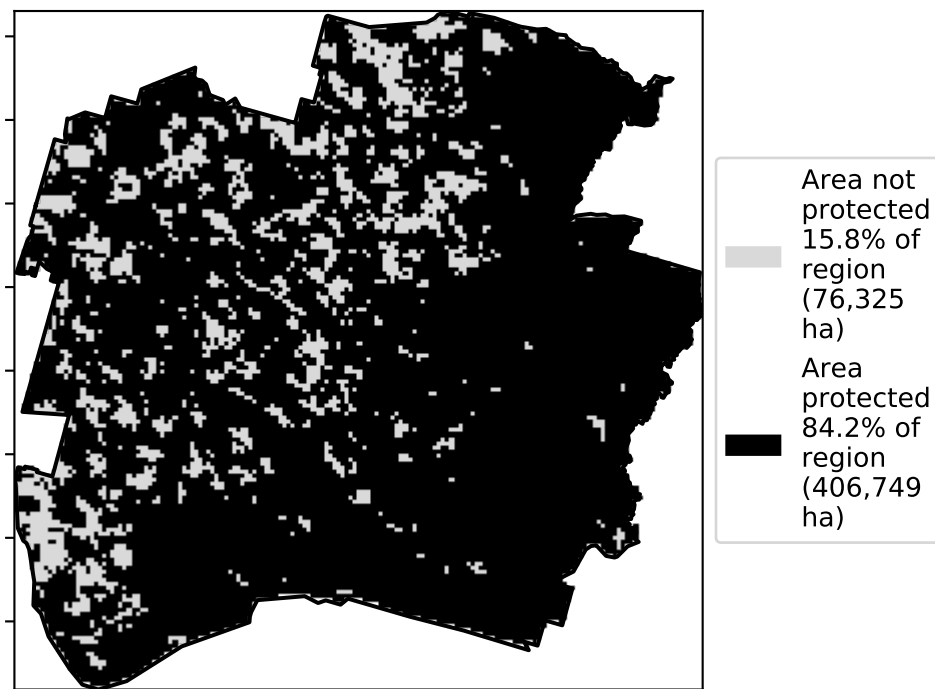 Area not
protected
15.8% of
region
(76,325
ha)
Area
protected
84.2% of
region
(406,749
ha)